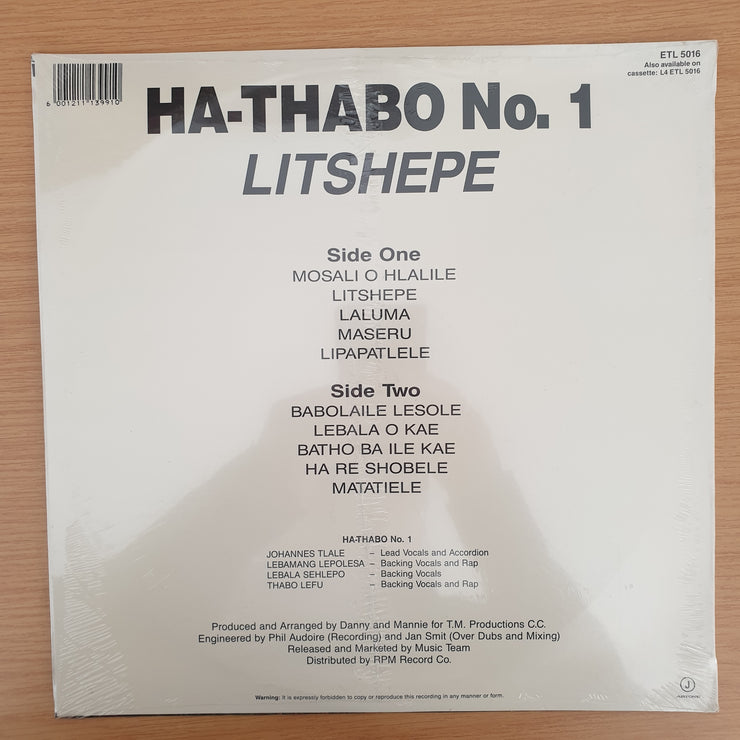 ETL 5016
Also available on
cassette: L4 ETL 5016
6 001211 139910
HA-THABO No. 1
LITSHEPE
Side One
MOSALI O HLALILE
LITSHEPE
LALUMA
MASERU
LIPAPATLELE
Side Two
BABOLAILE LESOLE
LEBALA O KAE
BATHO BA ILE KAE
HA RE SHOBELE
MATATIELE
HA-THABO No. 1
JOHANNES TLALE – Lead Vocals and Accordion
LEBAMANG LEPOLESA – Backing Vocals and Rap
LEBALA SEHLEPO – Backing Vocals
THABO LEFU – Backing Vocals and Rap
Produced and Arranged by Danny and Mannie for T.M. Productions C.C.
Engineered by Phil Audoire (Recording) and Jan Smit (Over Dubs and Mixing)
Released and Marketed by Music Team
Distributed by RPM Record Co.
Warning: It is expressly forbidden to copy or reproduce this recording in any manner or form.
J